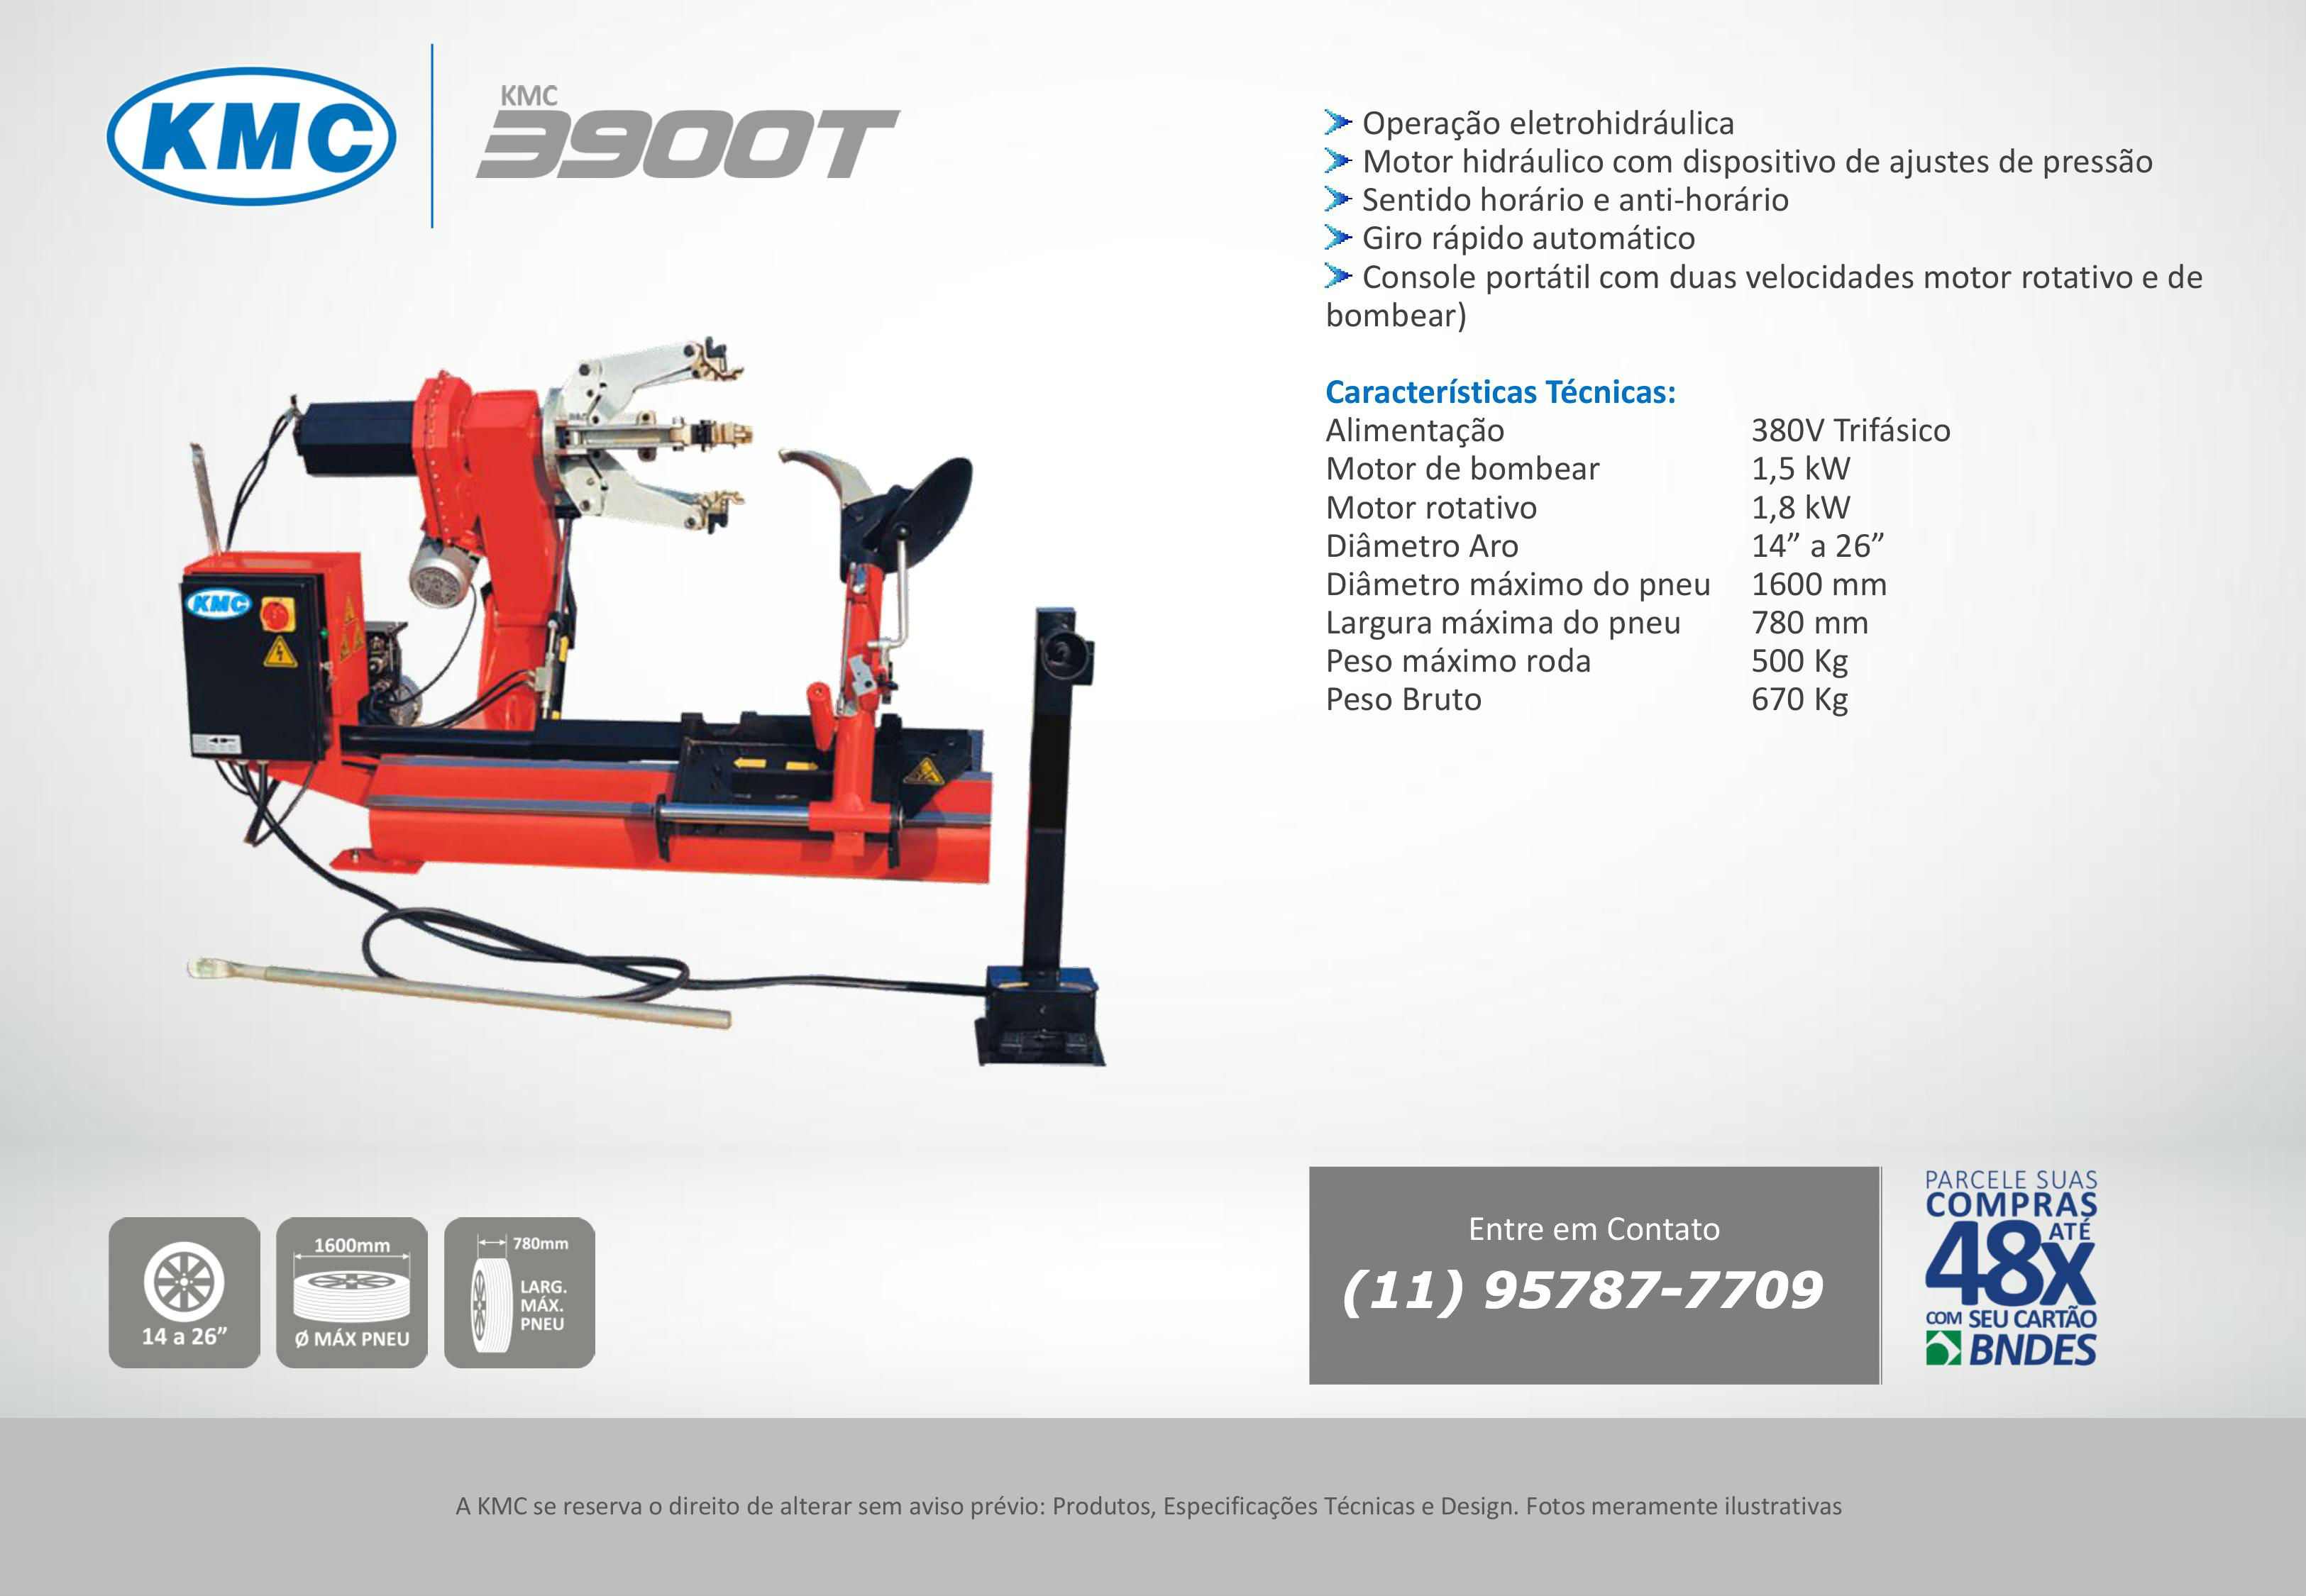 KMC
KMC
3900T
Operação eletrohidráulica
Motor hidráulico com dispositivo de ajustes de pressão
Sentido horário e anti-horário
Giro rápido automático
Console portátil com duas velocidades motor rotativo e de
bombear)
Características Técnicas:
Alimentação 380V Trifásico
Motor de bombear 1,5 kW
Motor rotativo 1,8 kW
Diâmetro Aro 14” a 26”
Diâmetro máximo do pneu 1600 mm
Largura máxima do pneu 780 mm
Peso máximo roda 500 Kg
Peso Bruto 670 Kg
KMC
14 a 26”
1600mm
Ø MÁX PNEU
780mm
LARG.
MÁX.
PNEU
Entre em Contato
(11) 95787-7709
PARCELE SUAS
COMPRAS
ATÉ
48X
COM SEU CARTÃO
BNDES
A KMC se reserva o direito de alterar sem aviso prévio: Produtos, Especificações Técnicas e Design. Fotos meramente ilustrativas